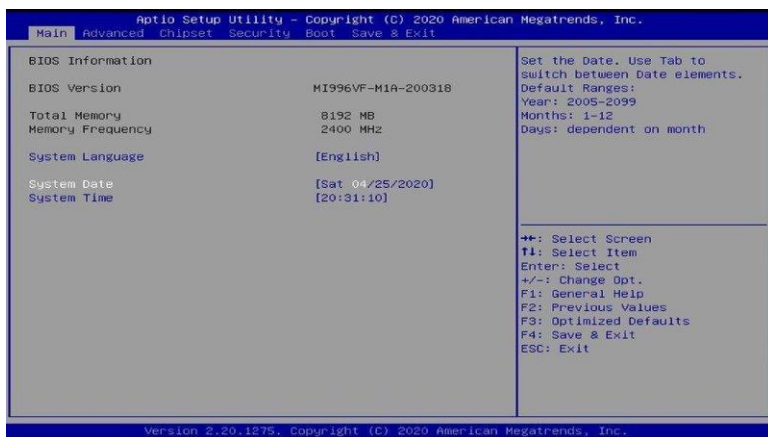 Aptio Setup Utility – Copyright (C) 2020 American Megatrends, Inc.
Main Advanced Chipset Security Boot Save & Exit
BIOS Information
BIOS Version MI996VF-M1A-200318
Total Memory 8192 MB
Memory Frequency 2400 MHz
System Language [English]
System Date [Sat 04/25/2020]
System Time [20:31:10]
Set the Date. Use Tab to
switch between Date elements.
Default Ranges:
Year: 2005-2099
Months: 1-12
Days: dependent on month
→←: Select Screen
↑↓: Select Item
Enter: Select
+/-: Change Opt.
F1: General Help
F2: Previous Values
F3: Optimized Defaults
F4: Save & Exit
ESC: Exit
Version 2.20.1275. Copyright (C) 2020 American Megatrends, Inc.